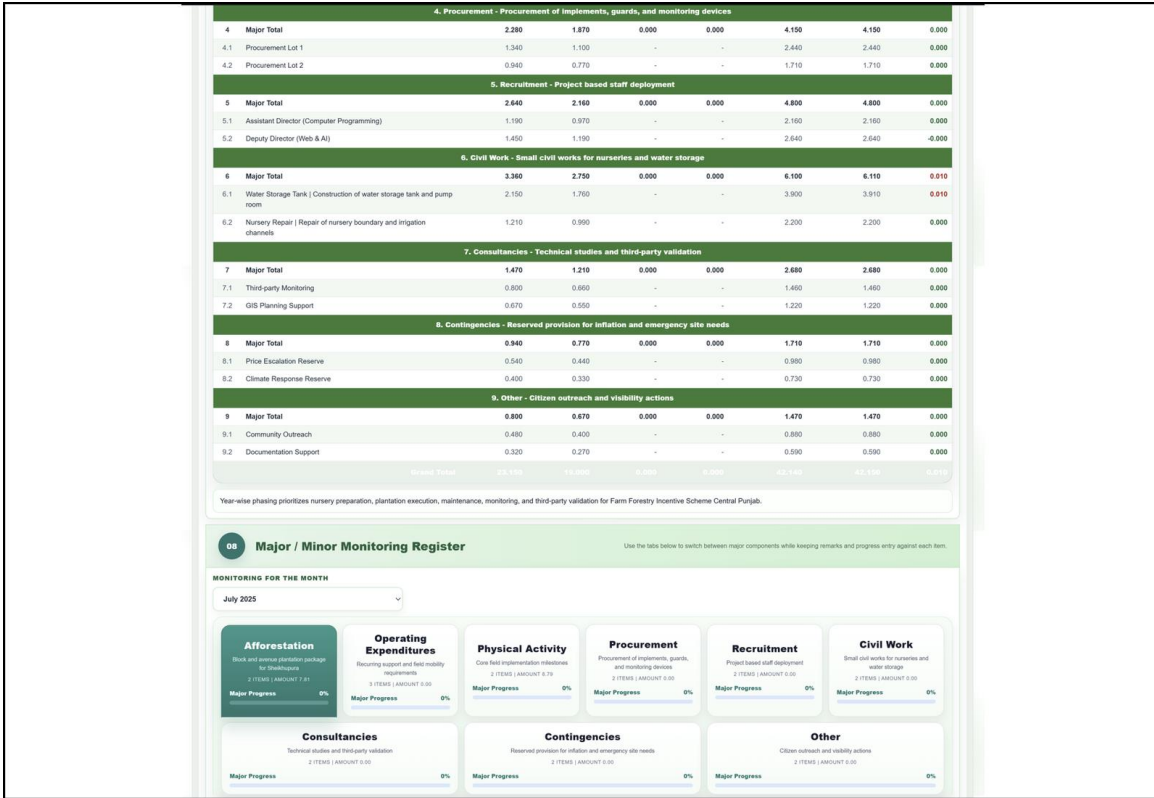 4. Procurement - Procurement of implements, guards, and monitoring devices
4 Major Total 2.280 1.870 0.000 0.000 4.150 4.150 0.000
4.1 Procurement Lot 1 1.340 1.100 - - 2.440 2.440 0.000
4.2 Procurement Lot 2 0.940 0.770 - - 1.710 1.710 0.000
5. Recruitment - Project based staff deployment
5 Major Total 2.640 2.160 0.000 0.000 4.800 4.800 0.000
5.1 Assistant Director (Computer Programming) 1.190 0.970 - - 2.160 2.160 0.000
5.2 Deputy Director (Web & AI) 1.450 1.190 - - 2.640 2.640 -0.000
6. Civil Work - Small civil works for nurseries and water storage
6 Major Total 3.360 2.750 0.000 0.000 6.100 6.110 0.010
6.1 Water Storage Tank | Construction of water storage tank and pump 2.150 1.760 - - 3.900 3.910 0.010
room
6.2 Nursery Repair | Repair of nursery boundary and irrigation 1.210 0.990 - - 2.200 2.200 0.000
channels
7. Consultancies - Technical studies and third-party validation
7 Major Total 1.470 1.210 0.000 0.000 2.680 2.680 0.000
7.1 Third-party Monitoring 0.800 0.660 - - 1.460 1.460 0.000
7.2 GIS Planning Support 0.670 0.550 - - 1.220 1.220 0.000
8. Contingencies - Reserved provision for inflation and emergency site needs
8 Major Total 0.940 0.770 0.000 0.000 1.710 1.710 0.000
8.1 Price Escalation Reserve 0.540 0.440 - - 0.980 0.980 0.000
8.2 Climate Response Reserve 0.400 0.330 - - 0.730 0.730 0.000
9. Other - Citizen outreach and visibility actions
9 Major Total 0.800 0.670 0.000 0.000 1.470 1.470 0.000
9.1 Community Outreach 0.480 0.400 - - 0.880 0.880 0.000
9.2 Documentation Support 0.320 0.270 - - 0.590 0.590 0.000
Grand Total
Year-wise phasing prioritizes nursery preparation, plantation execution, maintenance, monitoring, and third-party validation for Farm Forestry Incentive Scheme Central Punjab.
08 Major / Minor Monitoring Register Use the tabs below to switch between major components while keeping remarks and progress entry against each item.
MONITORING FOR THE MONTH
July 2025
Afforestation
Block and avenue plantation package
for Sheikhupura
2 ITEMS | AMOUNT 7.81
Major Progress 0%
Operating
Expenditures
Recurring support and field mobility
requirements
3 ITEMS | AMOUNT 0.00
Major Progress 0%
Physical Activity
Core field implementation milestones
2 ITEMS | AMOUNT 8.79
Major Progress 0%
Procurement
Procurement of implements, guards,
and monitoring devices
2 ITEMS | AMOUNT 0.00
Major Progress 0%
Recruitment
Project based staff deployment
2 ITEMS | AMOUNT 0.00
Major Progress 0%
Civil Work
Small civil works for nurseries and
water storage
2 ITEMS | AMOUNT 0.00
Major Progress 0%
Consultancies
Technical studies and third-party validation
2 ITEMS | AMOUNT 0.00
Major Progress 0%
Contingencies
Reserved provision for inflation and emergency site needs
2 ITEMS | AMOUNT 0.00
Major Progress 0%
Other
Citizen outreach and visibility actions
2 ITEMS | AMOUNT 0.00
Major Progress 0%